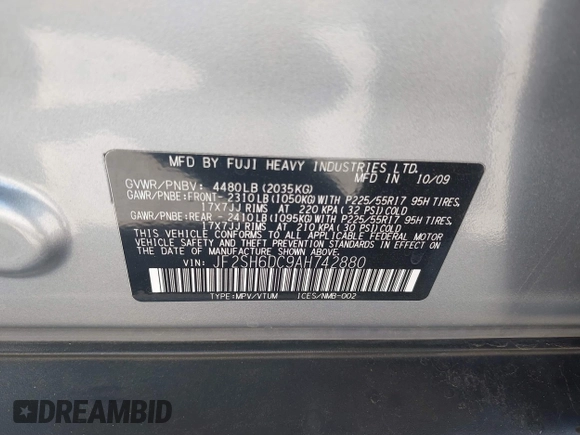 MFD BY FUJI HEAVY INDUSTRIES LTD.
MFD IN 10/09
GVWR/PNBV: 4480LB(2035KG)
GAWR/PNBE:FRONT- 2310LB(1050KG)WITH P225/55R17 95H TIRES,
17X7JJ RIMS AT 220 KPA(32 PSI)COLD
GAWR/PNBE:REAR - 2410LB(1095KG)WITH P225/55R17 95H TIRES,
17X7JJ RIMS AT 210 KPA(30 PSI)COLD
THIS VEHICLE CONFORMS TO ALL APPLICABLE FEDERAL MOTOR
VEHICLE SAFETY, BUMPER, AND THEFT PREVENTION STANDARDS IN EFFECT ON
THE DATE OF MANUFACTURE SHOWN ABOVE.
VIN: JF2SH6DC9AH742880 U
TYPE:MPV/VTUM ICES/NMB-002
DREAMBID